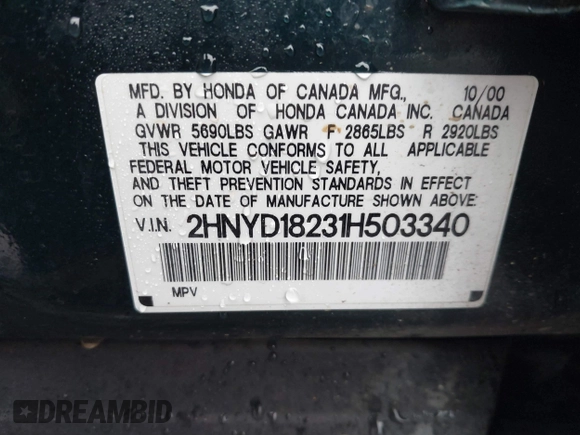 MFD. BY HONDA OF CANADA MFG., 10/00
A DIVISION OF HONDA CANADA INC. CANADA
GVWR 5690LBS GAWR F 2865LBS R 2920LBS
THIS VEHICLE CONFORMS TO ALL APPLICABLE
FEDERAL MOTOR VEHICLE SAFETY,
AND THEFT PREVENTION STANDARDS IN EFFECT
ON THE DATE OF MANUFACTURE SHOWN ABOVE:
V.I.N. 2HNYD18231H503340
MPV
DREAMBID